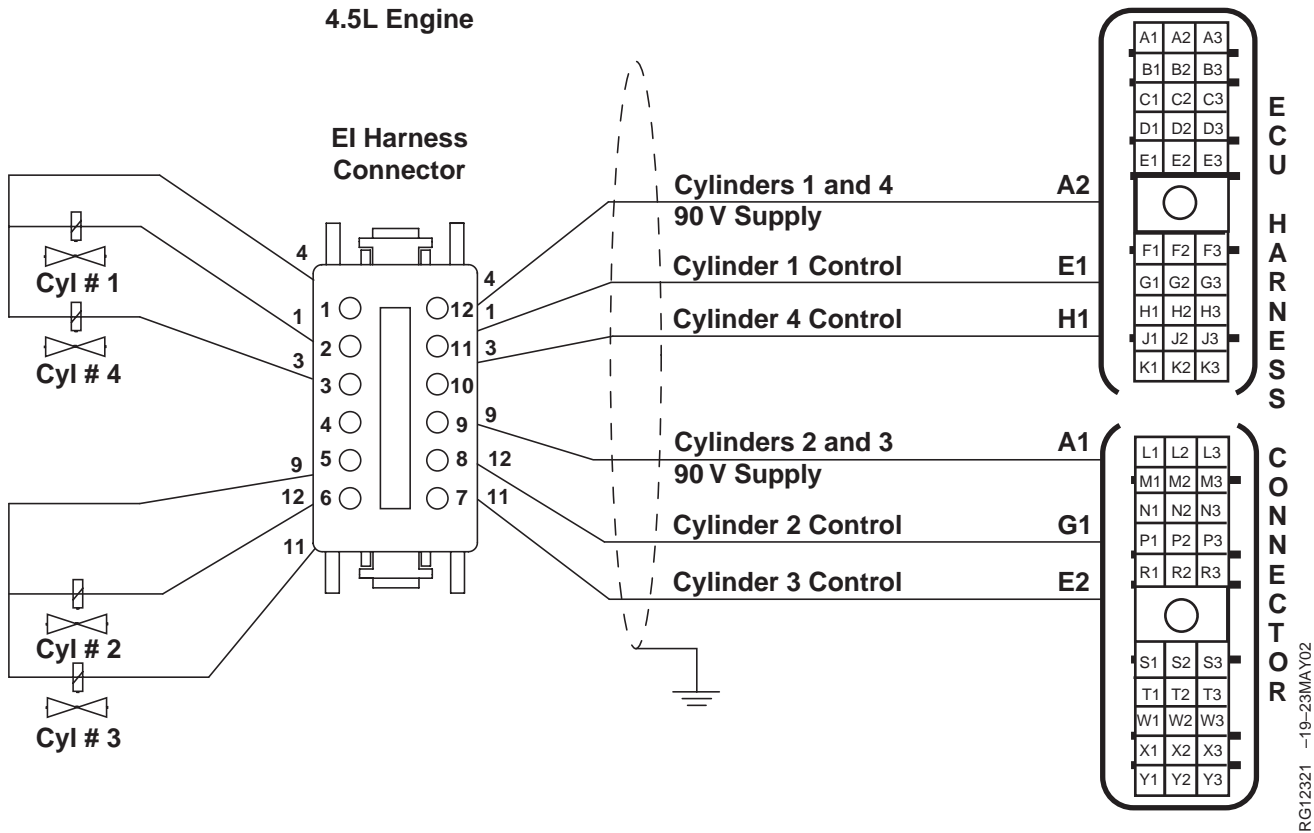 4.5L Engine
EI Harness
Connector
Cyl # 1
Cyl # 4
Cyl # 2
Cyl # 3
4
1
3
9
12
11
1
2
3
4
5
6
12
11
10
9
8
7
4
1
3
9
12
11
Cylinders 1 and 4
90 V Supply
A2
Cylinder 1 Control
E1
Cylinder 4 Control
H1
Cylinders 2 and 3
90 V Supply
A1
Cylinder 2 Control
G1
Cylinder 3 Control
E2
A1 A2 A3
B1 B2 B3
C1 C2 C3
D1 D2 D3
E1 E2 E3
F1 F2 F3
G1 G2 G3
H1 H2 H3
J1 J2 J3
K1 K2 K3
L1 L2 L3
M1 M2 M3
N1 N2 N3
P1 P2 P3
R1 R2 R3
S1 S2 S3
T1 T2 T3
W1 W2 W3
X1 X2 X3
Y1 Y2 Y3
ECU HARNESS CONNECTOR
RG12321 –19–23MAY02